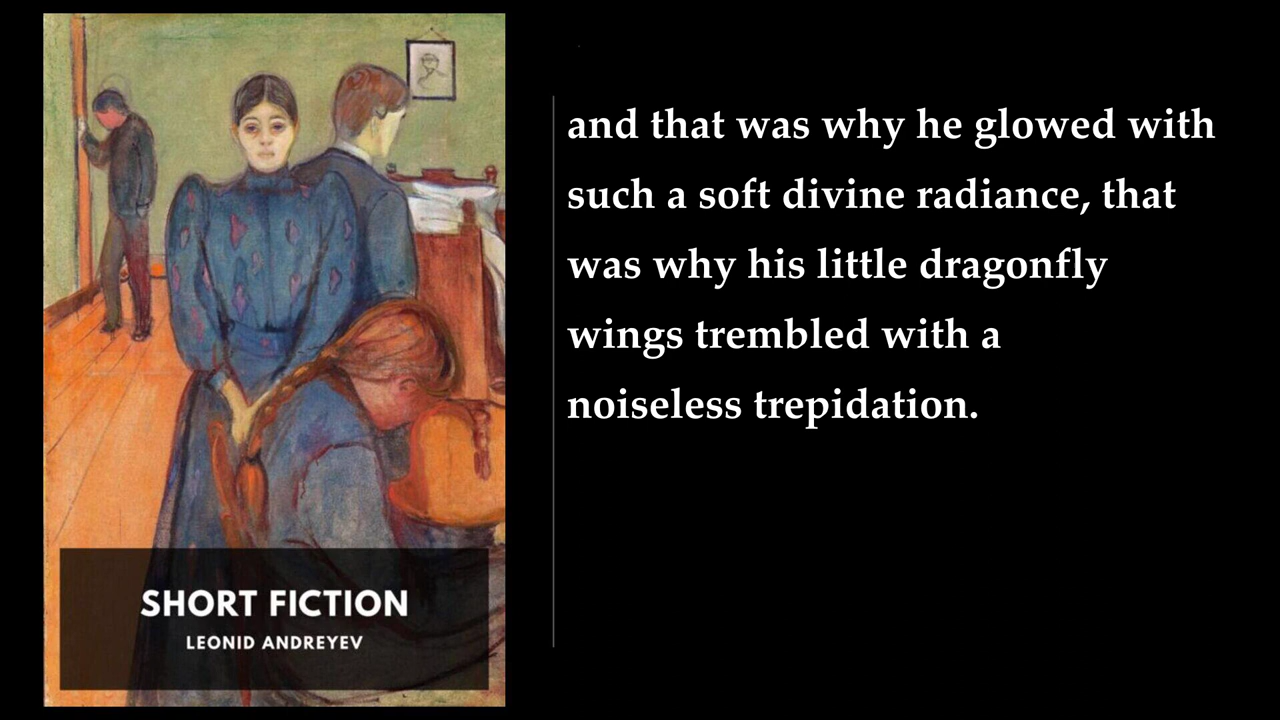 and that was why he glowed with
such a soft divine radiance, that
was why his little dragonfly
wings trembled with a
noiseless trepidation.
SHORT FICTION
LEONID ANDREYEV